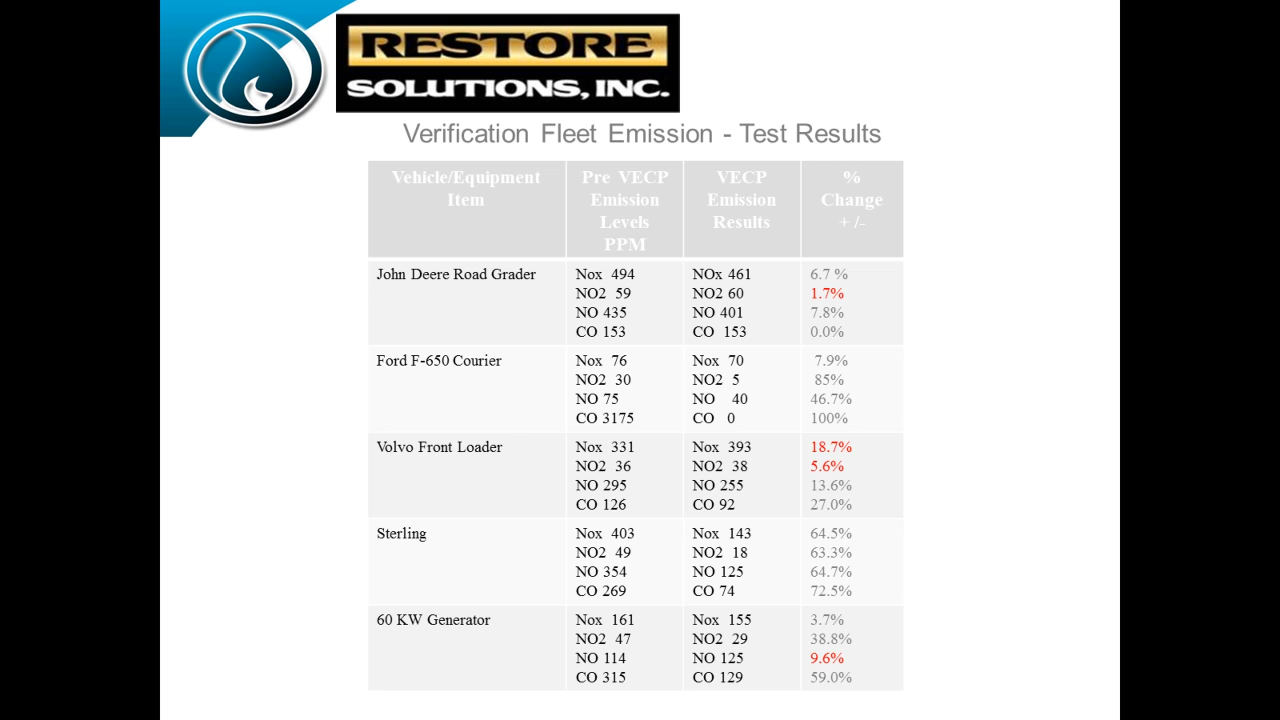 RESTORE
SOLUTIONS, INC.
Verification Fleet Emission - Test Results
Vehicle/Equipment Item | Pre VECP Emission Levels PPM | VECP Emission Results | % Change + /-
John Deere Road Grader | Nox 494 | NOx 461 | 6.7 %
NO2 59 | NO2 60 | 1.7%
NO 435 | NO 401 | 7.8%
CO 153 | CO 153 | 0.0%
Ford F-650 Courier | Nox 76 | Nox 70 | 7.9%
NO2 30 | NO2 5 | 85%
NO 75 | NO 40 | 46.7%
CO 3175 | CO 0 | 100%
Volvo Front Loader | Nox 331 | Nox 393 | 18.7%
NO2 36 | NO2 38 | 5.6%
NO 295 | NO 255 | 13.6%
CO 126 | CO 92 | 27.0%
Sterling | Nox 403 | Nox 143 | 64.5%
NO2 49 | NO2 18 | 63.3%
NO 354 | NO 125 | 64.7%
CO 269 | CO 74 | 72.5%
60 KW Generator | Nox 161 | Nox 155 | 3.7%
NO2 47 | NO2 29 | 38.8%
NO 114 | NO 125 | 9.6%
CO 315 | CO 129 | 59.0%